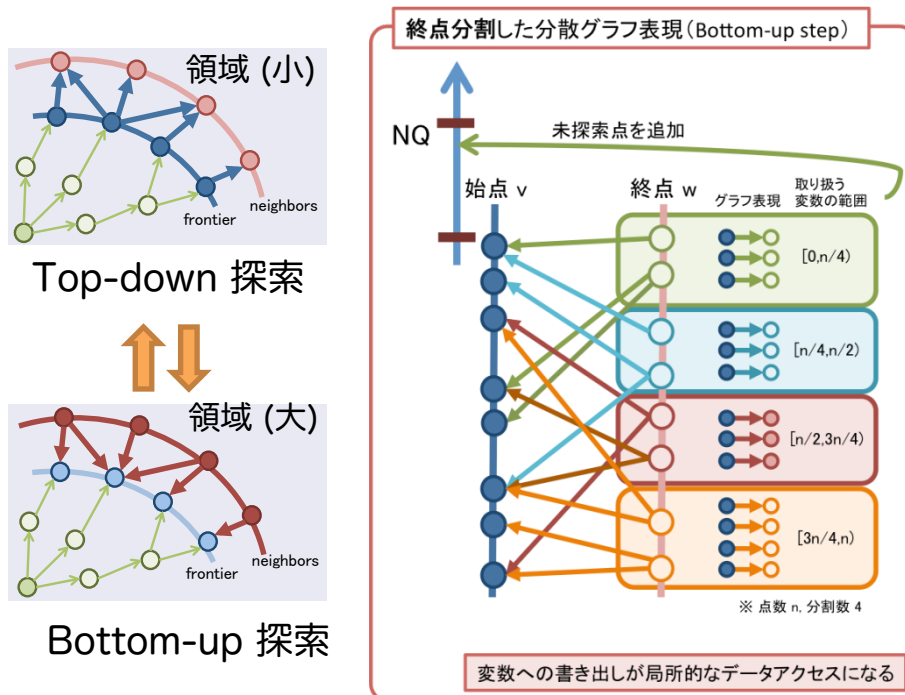 領域 (小)
frontier
neighbors
Top-down 探索
領域 (大)
frontier
neighbors
Bottom-up 探索
終点分割した分散グラフ表現(Bottom-up step)
NQ
未探索点を追加
始点 v
終点 w
グラフ表現
取り扱う
変数の範囲
[0,n/4)
[n/4,n/2)
[n/2,3n/4)
[3n/4,n)
※ 点数 n, 分割数 4
変数への書き出しが局所的なデータアクセスになる